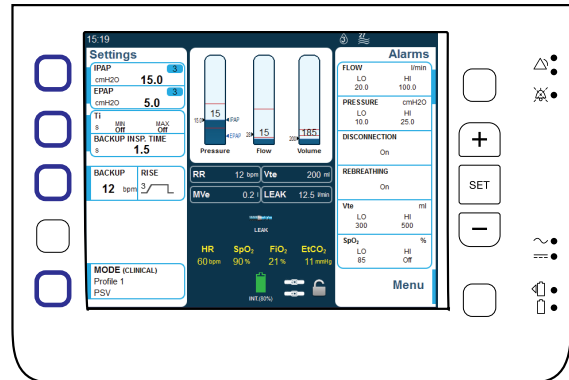 15:19
27
Settings
IPAP 3
cmH2O 15.0
EPAP 3
cmH2O 5.0
Ti
s MIN Off MAX Off
BACKUP INSP. TIME
s 1.5
BACKUP RISE
12 bpm 3
MODE (CLINICAL)
Profile 1
PSV
15 15 185
15.0 IPAP
EPAP
Pressure Flow Volume
RR 12 bpm Vte 200 ml
MVe 0.2 l LEAK 12.5 l/min
LEAK
HR SpO₂ FiO₂ EtCO₂
60 bpm 90 % 21 % 11 mmHg
INT.(90%)
Alarms
FLOW l/min
LO HI
20.0 100.0
PRESSURE cmH2O
LO HI
10.0 25.0
DISCONNECTION
On
REBREATHING
On
Vte ml
LO HI
300 500
SpO₂ %
LO HI
85 Off
Menu
+
SET
−